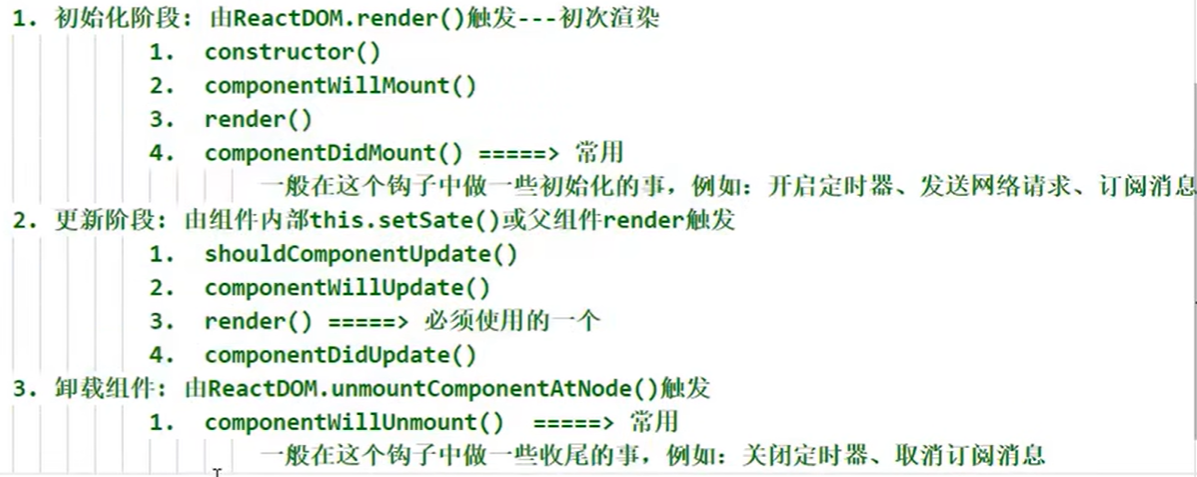 1. 初始化阶段: 由ReactDOM.render()触发---初次渲染
1. constructor()
2. componentWillMount()
3. render()
4. componentDidMount() =====> 常用
一般在这个钩子中做一些初始化的事，例如：开启定时器、发送网络请求、订阅消息
2. 更新阶段: 由组件内部this.setSate()或父组件render触发
1. shouldComponentUpdate()
2. componentWillUpdate()
3. render() =====> 必须使用的一个
4. componentDidUpdate()
3. 卸载组件: 由ReactDOM.unmountComponentAtNode()触发
1. componentWillUnmount() =====> 常用
一般在这个钩子中做一些收尾的事，例如：关闭定时器、取消订阅消息